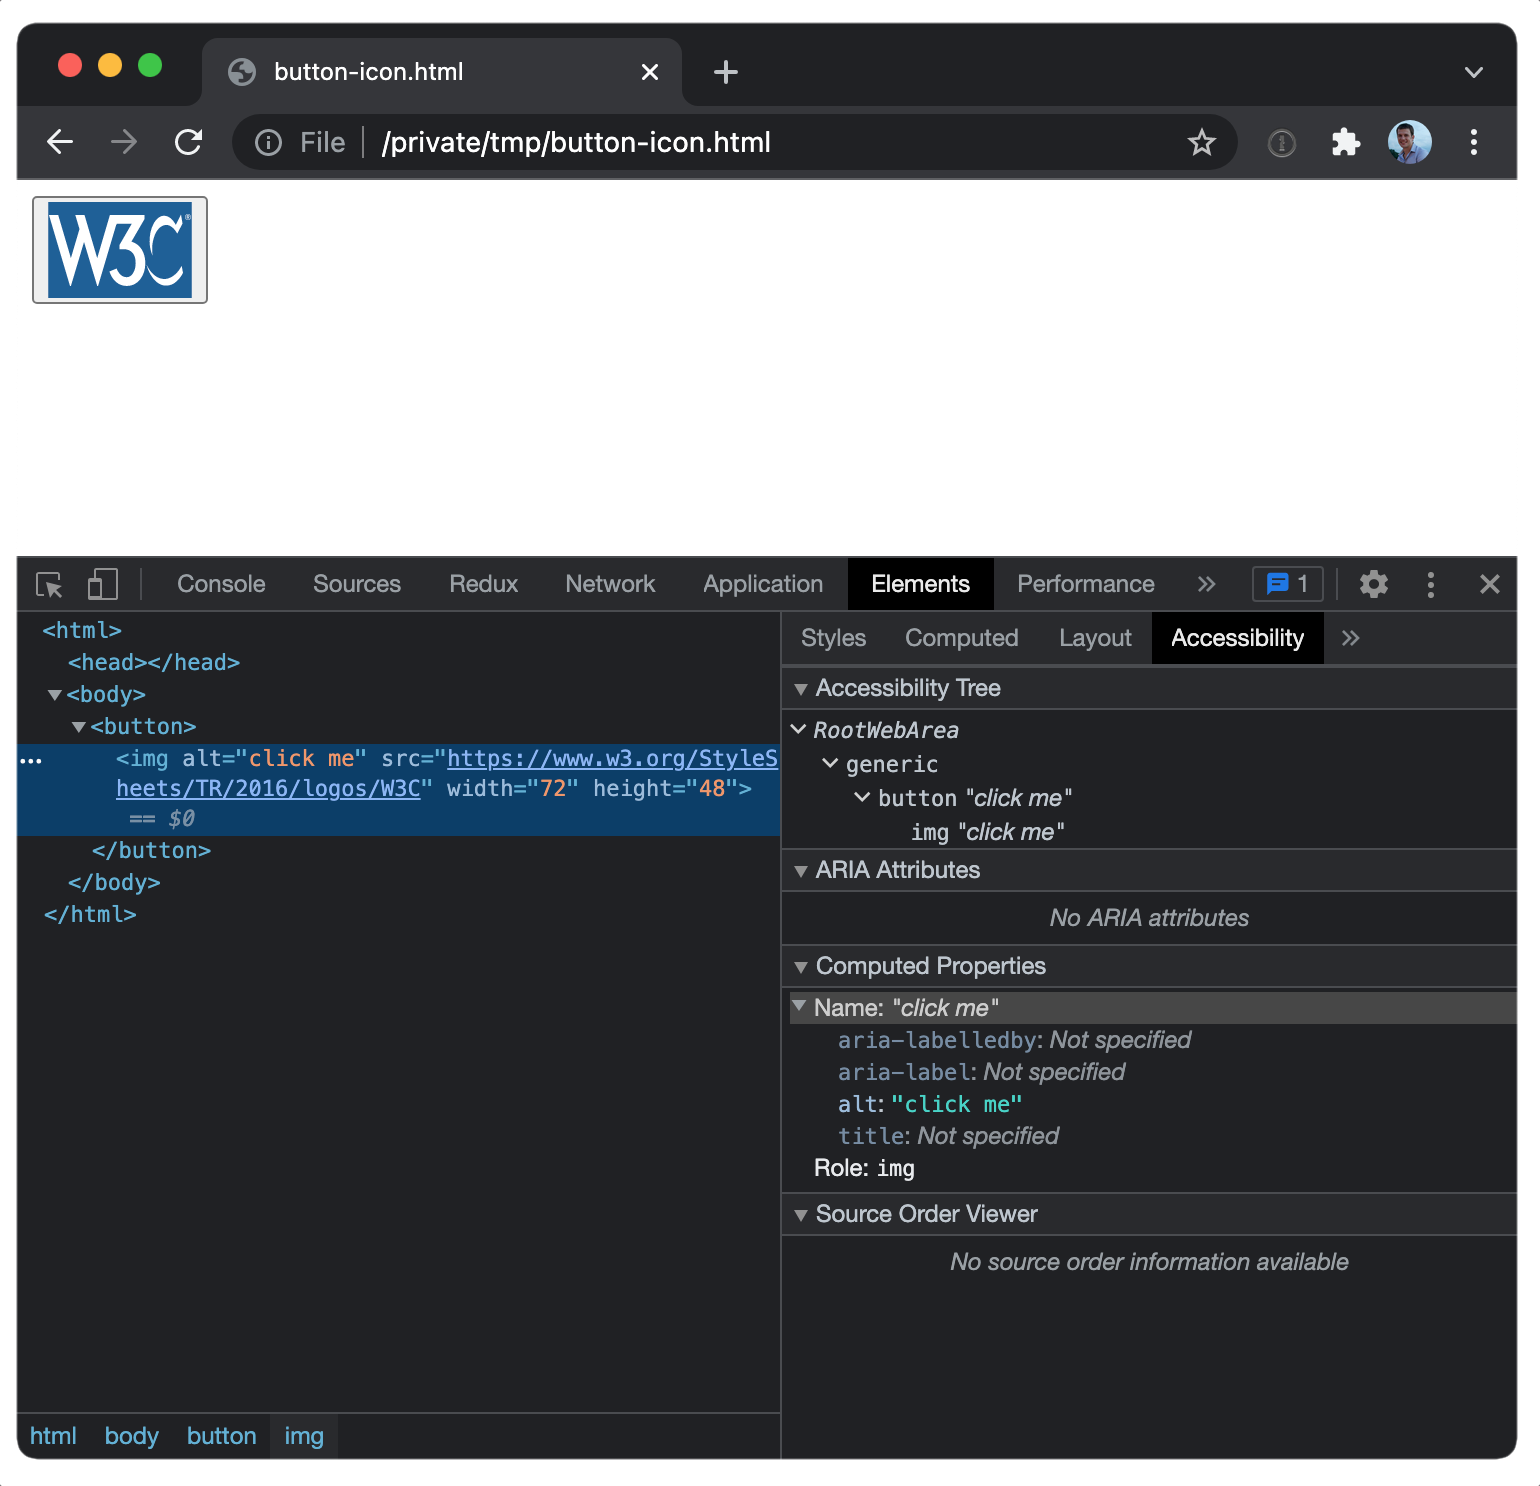 button-icon.html
File /private/tmp/button-icon.html
W3C®
Console Sources Redux Network Application Elements Performance 1
<html>
<head></head>
<body>
<button>
<img alt="click me" src="https://www.w3.org/StyleS
heets/TR/2016/logos/W3C" width="72" height="48">
== $0
</button>
</body>
</html>
html body button img
Styles Computed Layout Accessibility
Accessibility Tree
RootWebArea
generic
button "click me"
img "click me"
ARIA Attributes
No ARIA attributes
Computed Properties
Name: "click me"
aria-labelledby: Not specified
aria-label: Not specified
alt: "click me"
title: Not specified
Role: img
Source Order Viewer
No source order information available